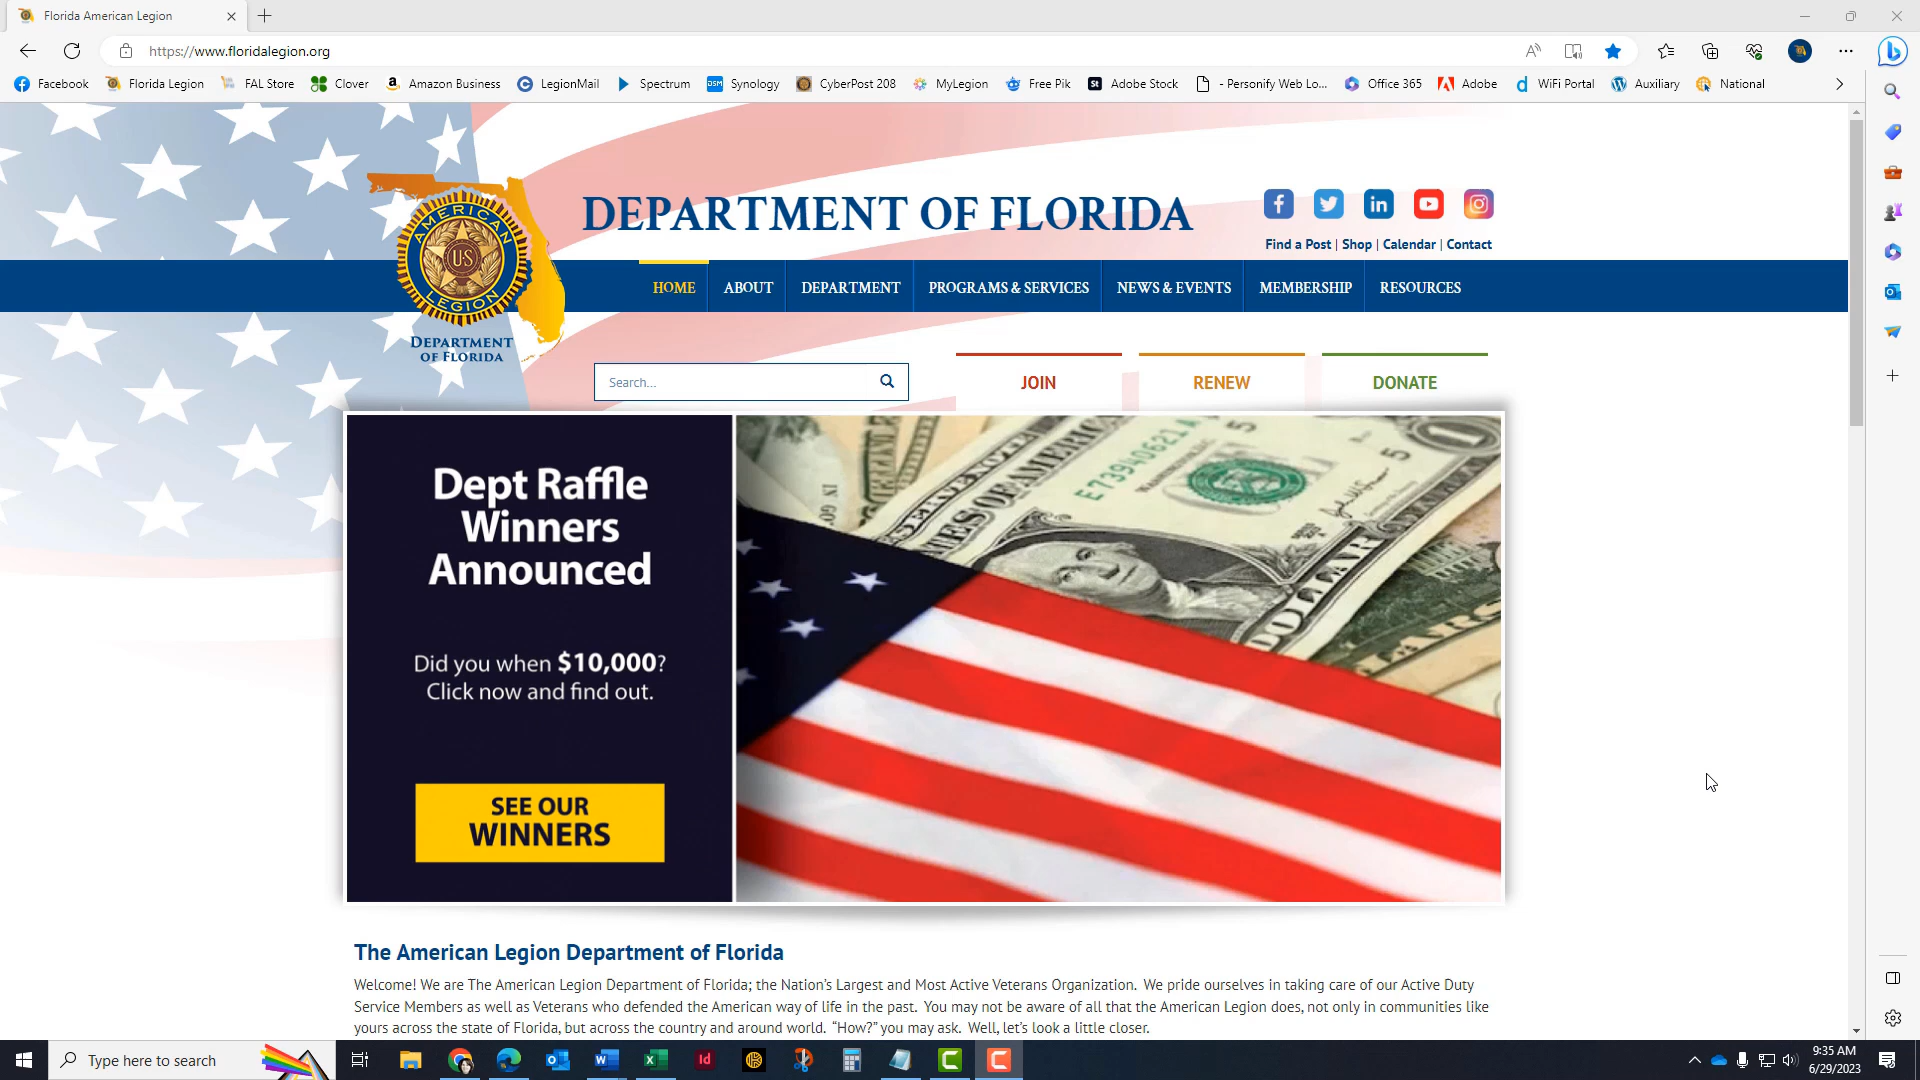 Florida American Legion
https://www.floridalegion.org
Facebook Florida Legion FAL Store Clover Amazon Business LegionMail Spectrum Synology CyberPost 208 MyLegion Free Pik Adobe Stock - Personify Web Lo... Office 365 Adobe WiFi Portal Auxiliary National
AMERICAN
LEGION
U.S
DEPARTMENT
OF FLORIDA
DEPARTMENT OF FLORIDA
Find a Post | Shop | Calendar | Contact
HOME ABOUT DEPARTMENT PROGRAMS & SERVICES NEWS & EVENTS MEMBERSHIP RESOURCES
Search...
JOIN RENEW DONATE
Dept Raffle
Winners
Announced
Did you when $10,000?
Click now and find out.
SEE OUR
WINNERS
E73940621A
DOLLAR
The American Legion Department of Florida
Welcome! We are The American Legion Department of Florida; the Nation's Largest and Most Active Veterans Organization. We pride ourselves in taking care of our Active Duty
Service Members as well as Veterans who defended the American way of life in the past. You may not be aware of all that the American Legion does, not only in communities like
yours across the state of Florida, but across the country and around world. “How?” you may ask. Well, let's look a little closer.
Type here to search
9:35 AM
6/29/2023